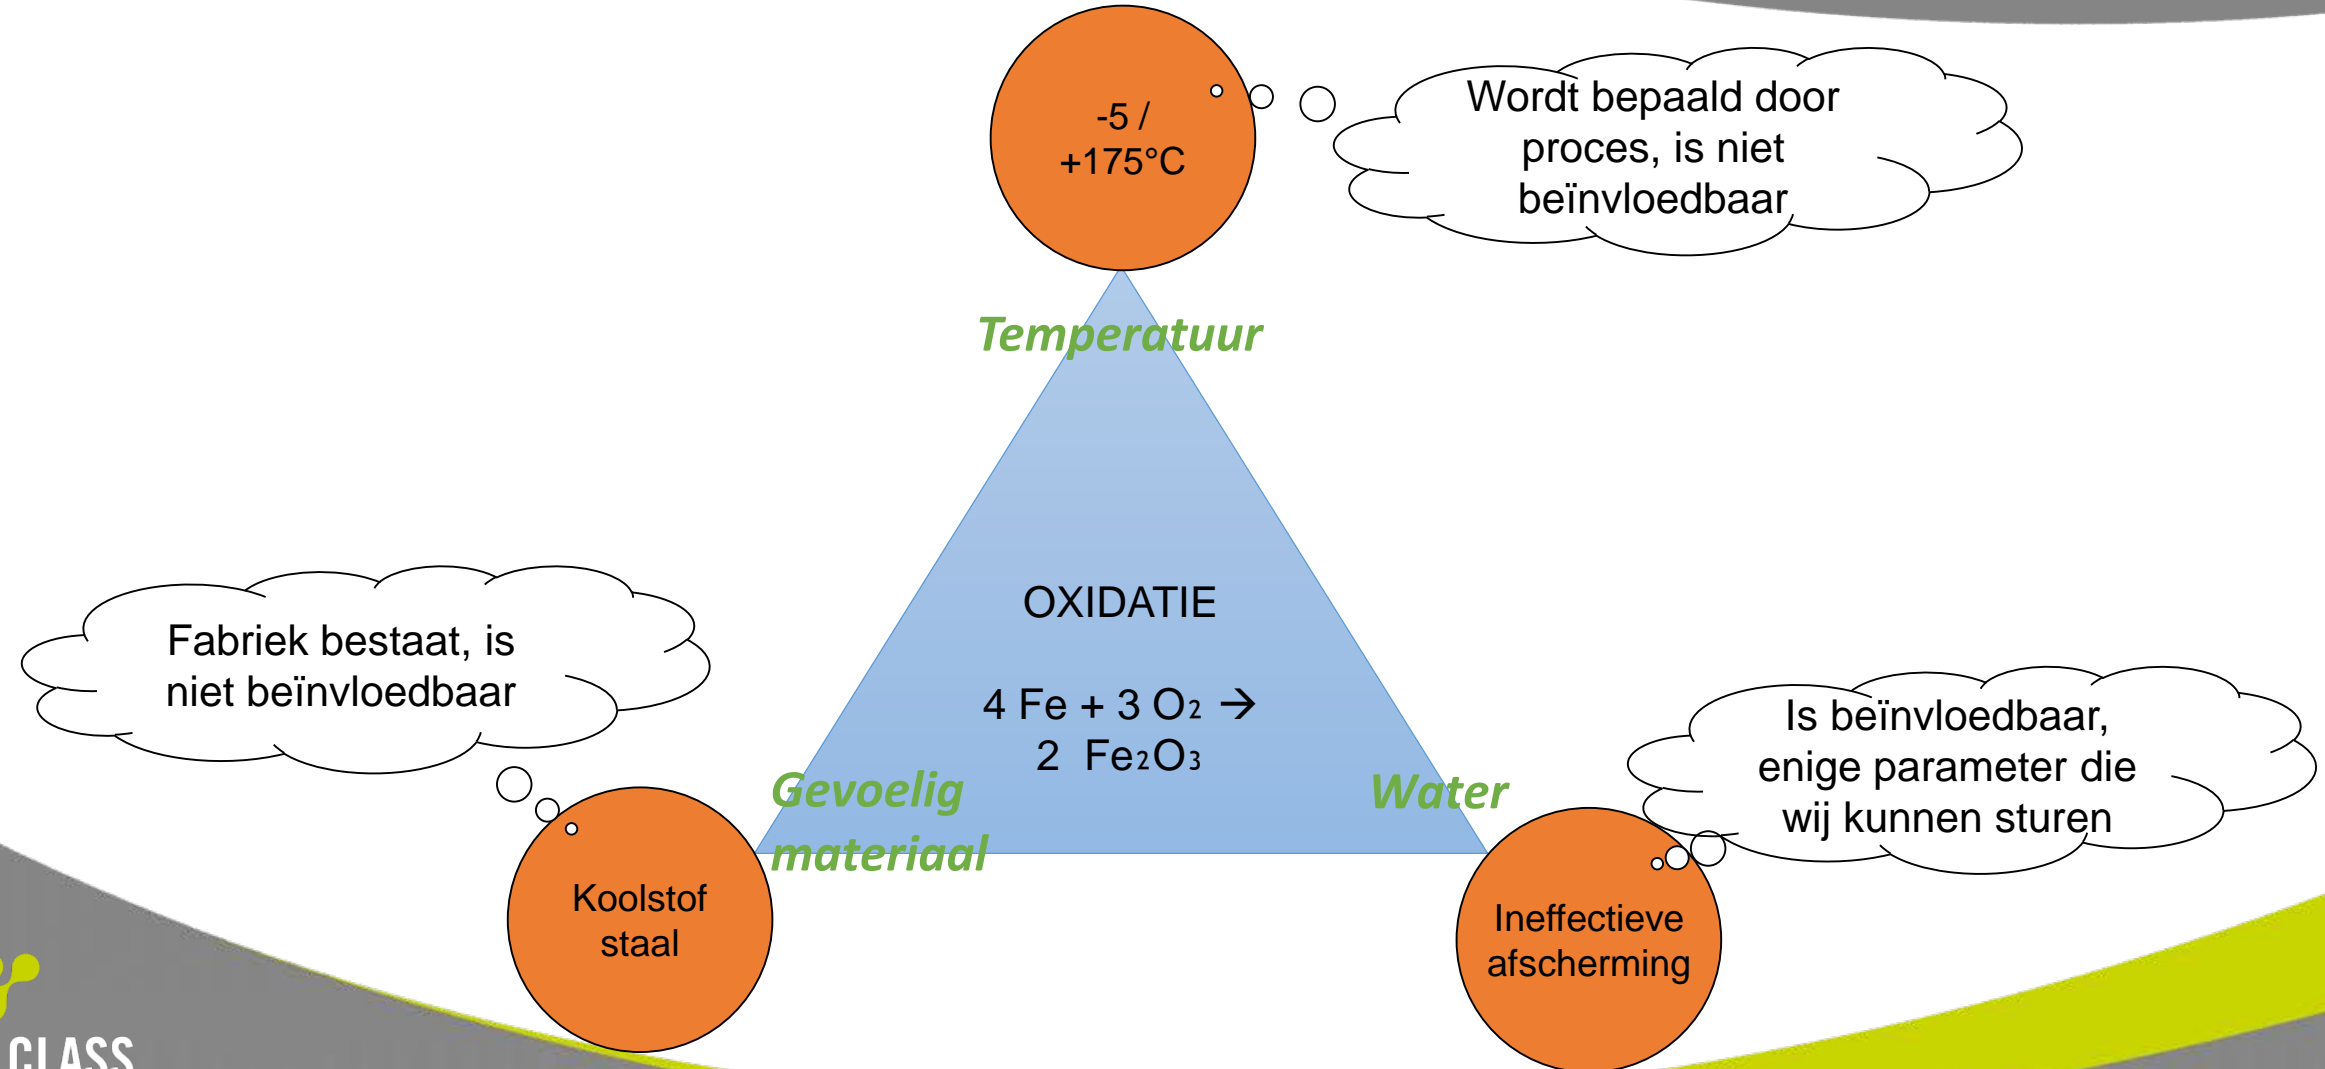 -5 /
+175°C
Wordt bepaald door
proces, is niet
beïnvloedbaar
Temperatuur
OXIDATIE
4 Fe + 3 O₂ →
2 Fe₂O₃
Fabriek bestaat, is
niet beïnvloedbaar
Gevoelig
materiaal
Koolstof
staal
Water
Is beïnvloedbaar,
enige parameter die
wij kunnen sturen
Ineffectieve
afscherming
CLASS